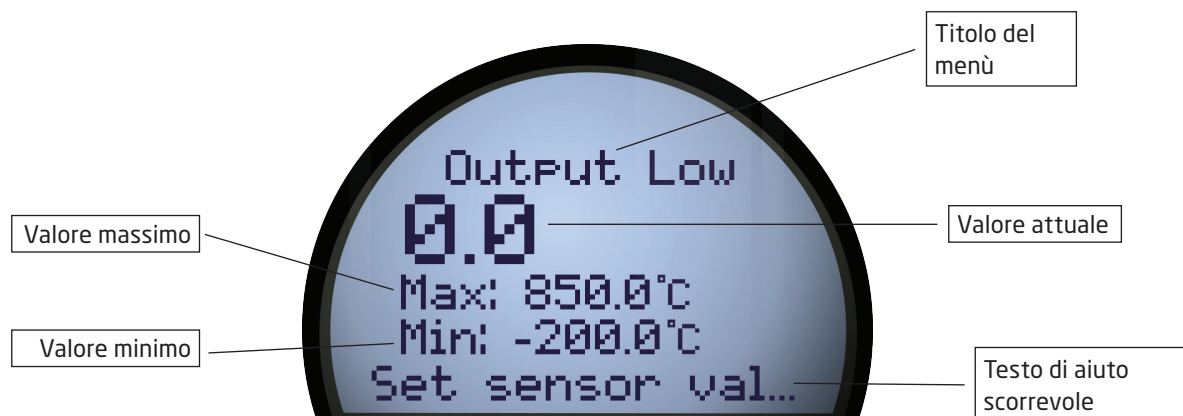 Titolo del
menù
Output Low
0.0
Valore massimo
Valore attuale
Max: 850.0°C
Min: -200.0°C
Valore minimo
Set sensor val...
Testo di aiuto
scorrevole